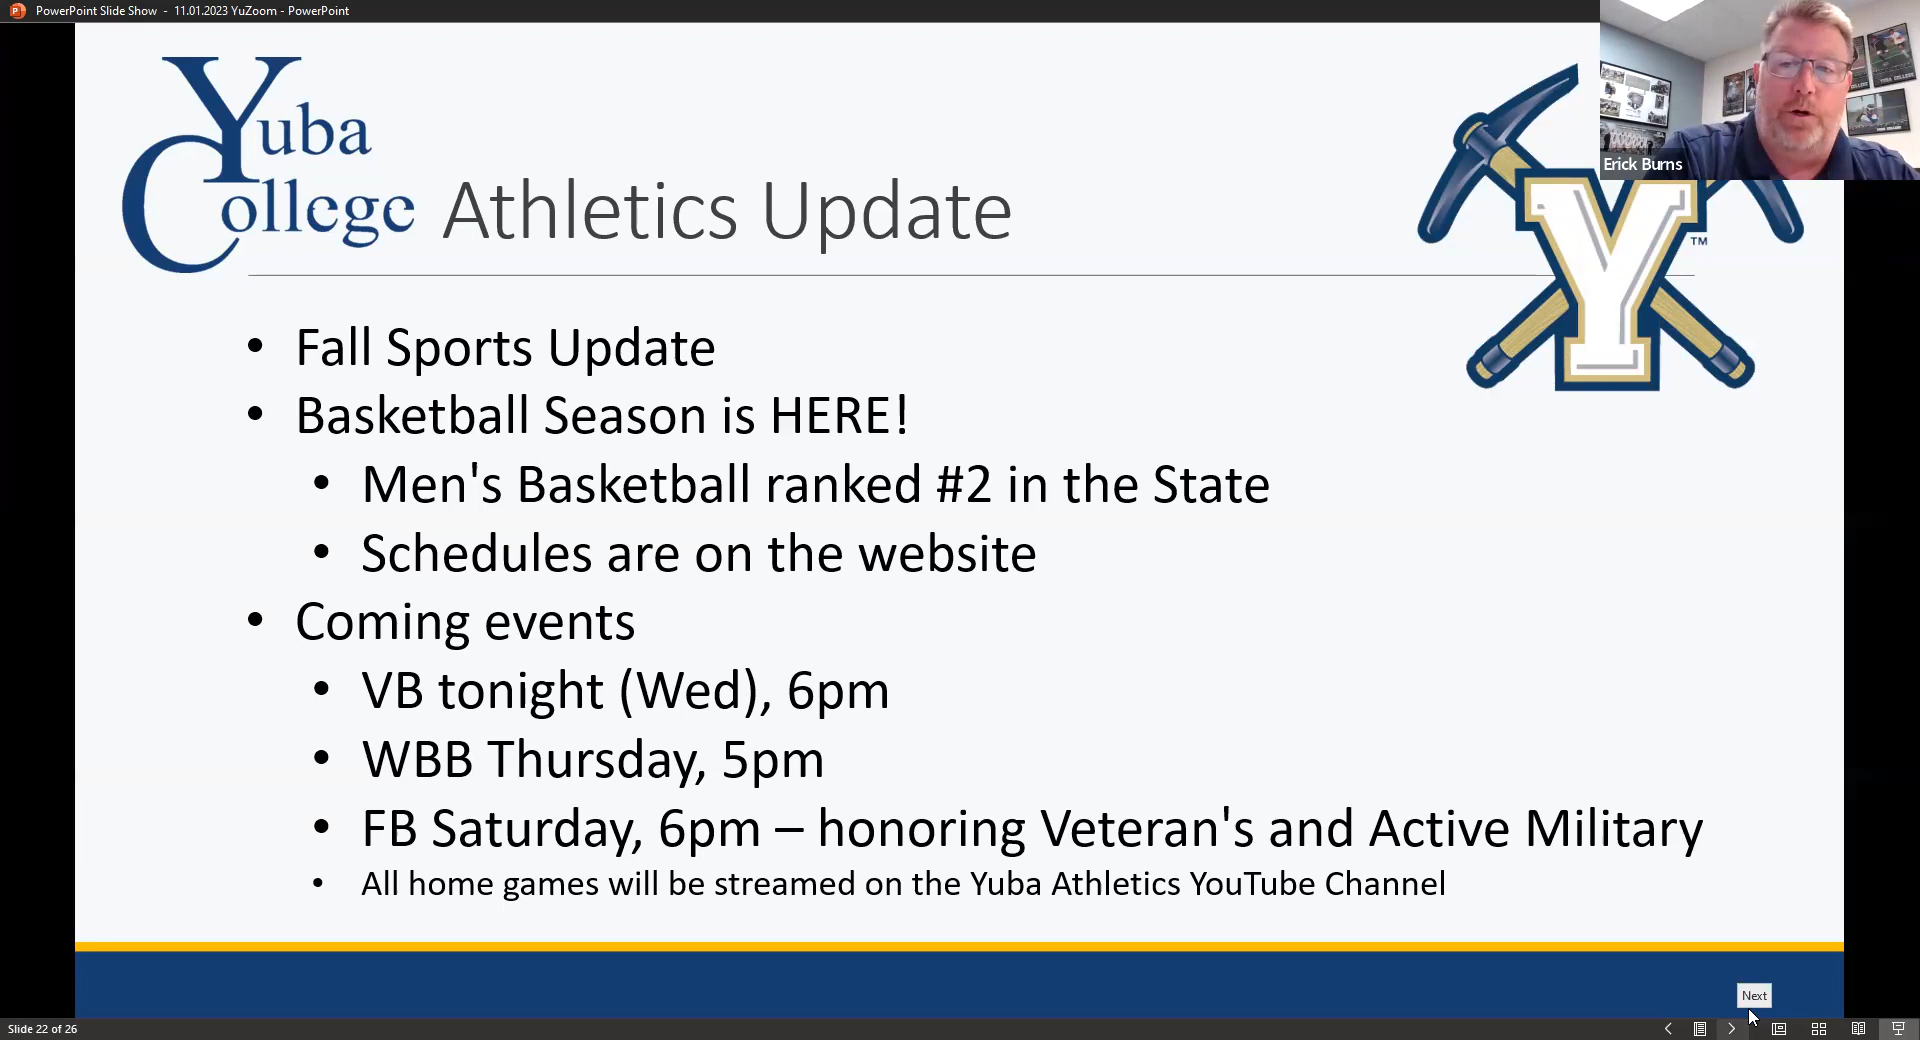 PowerPoint Slide Show - 11.01.2023 YuZoom - PowerPoint
Yuba
College
Athletics Update
Erick Burns
Y
TM
• Fall Sports Update
• Basketball Season is HERE!
• Men's Basketball ranked #2 in the State
• Schedules are on the website
• Coming events
• VB tonight (Wed), 6pm
• WBB Thursday, 5pm
• FB Saturday, 6pm – honoring Veteran's and Active Military
• All home games will be streamed on the Yuba Athletics YouTube Channel
Next
Slide 22 of 26